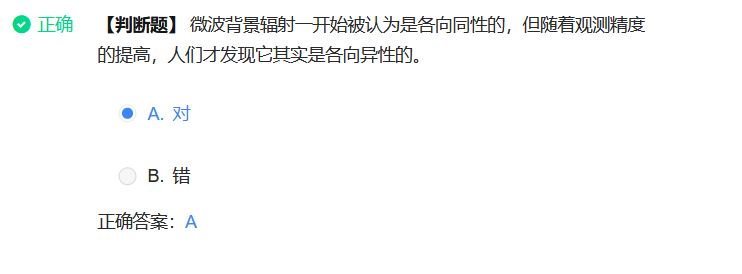 正确 【判断题】 微波背景辐射一开始被认为是各向同性的，但随着观测精度
的提高，人们才发现它其实是各向异性的。
A. 对
B. 错
正确答案：A